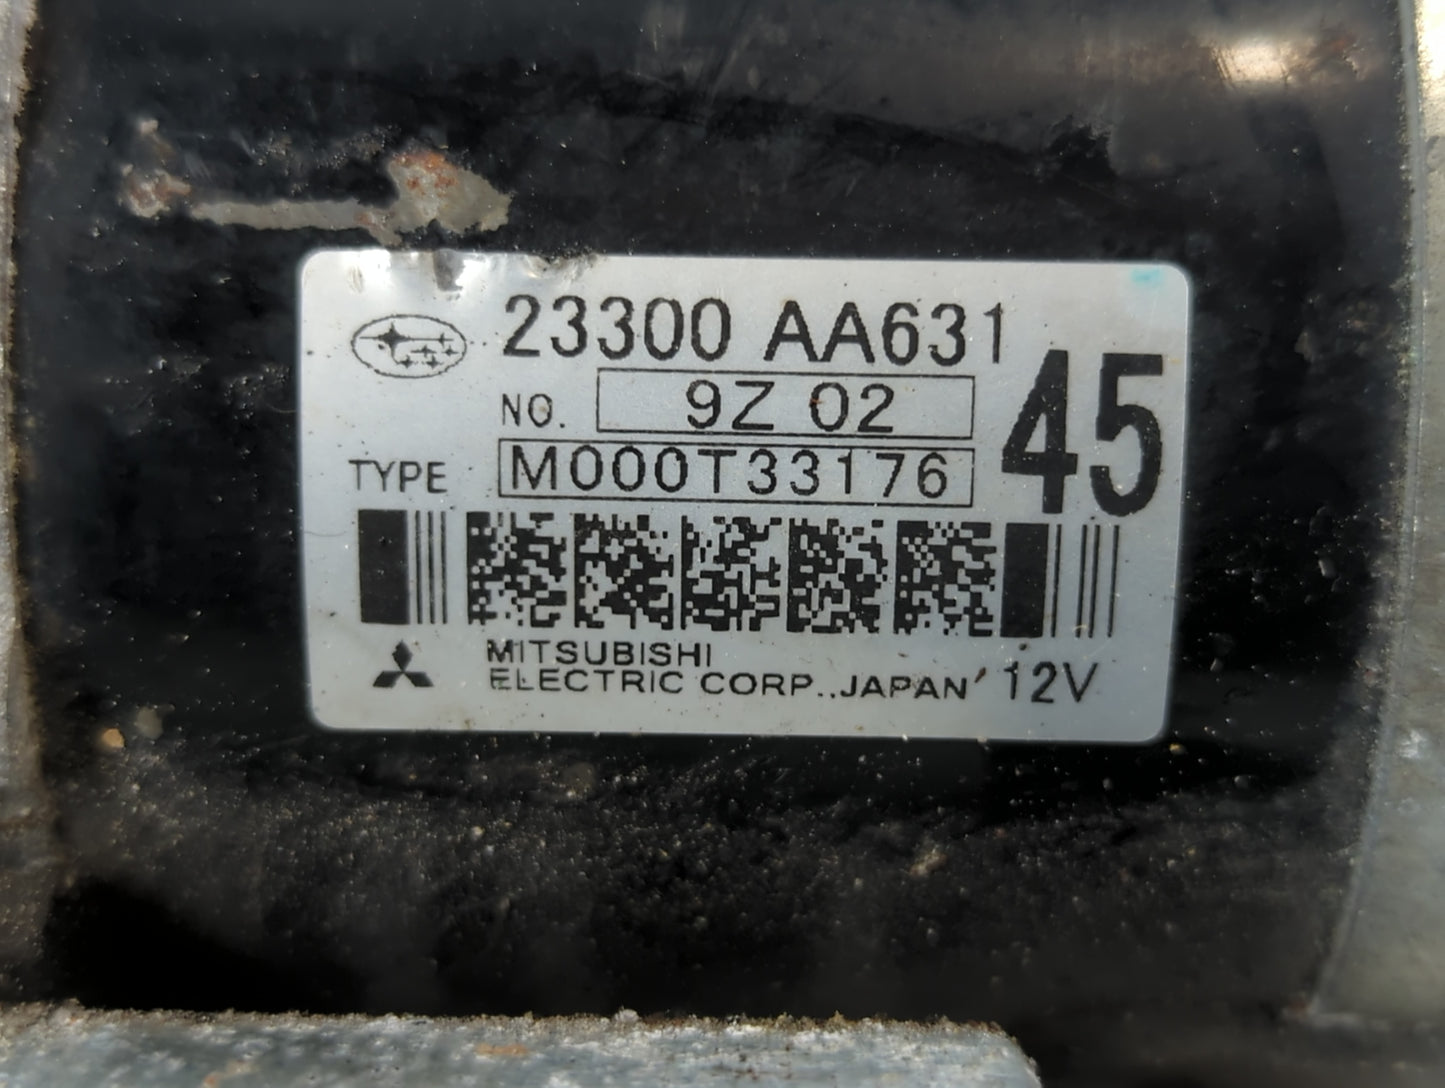 23300 AA631
NO. 9Z 02
45
TYPE M000T33176
MITSUBISHI
ELECTRIC CORP.,JAPAN' 12V